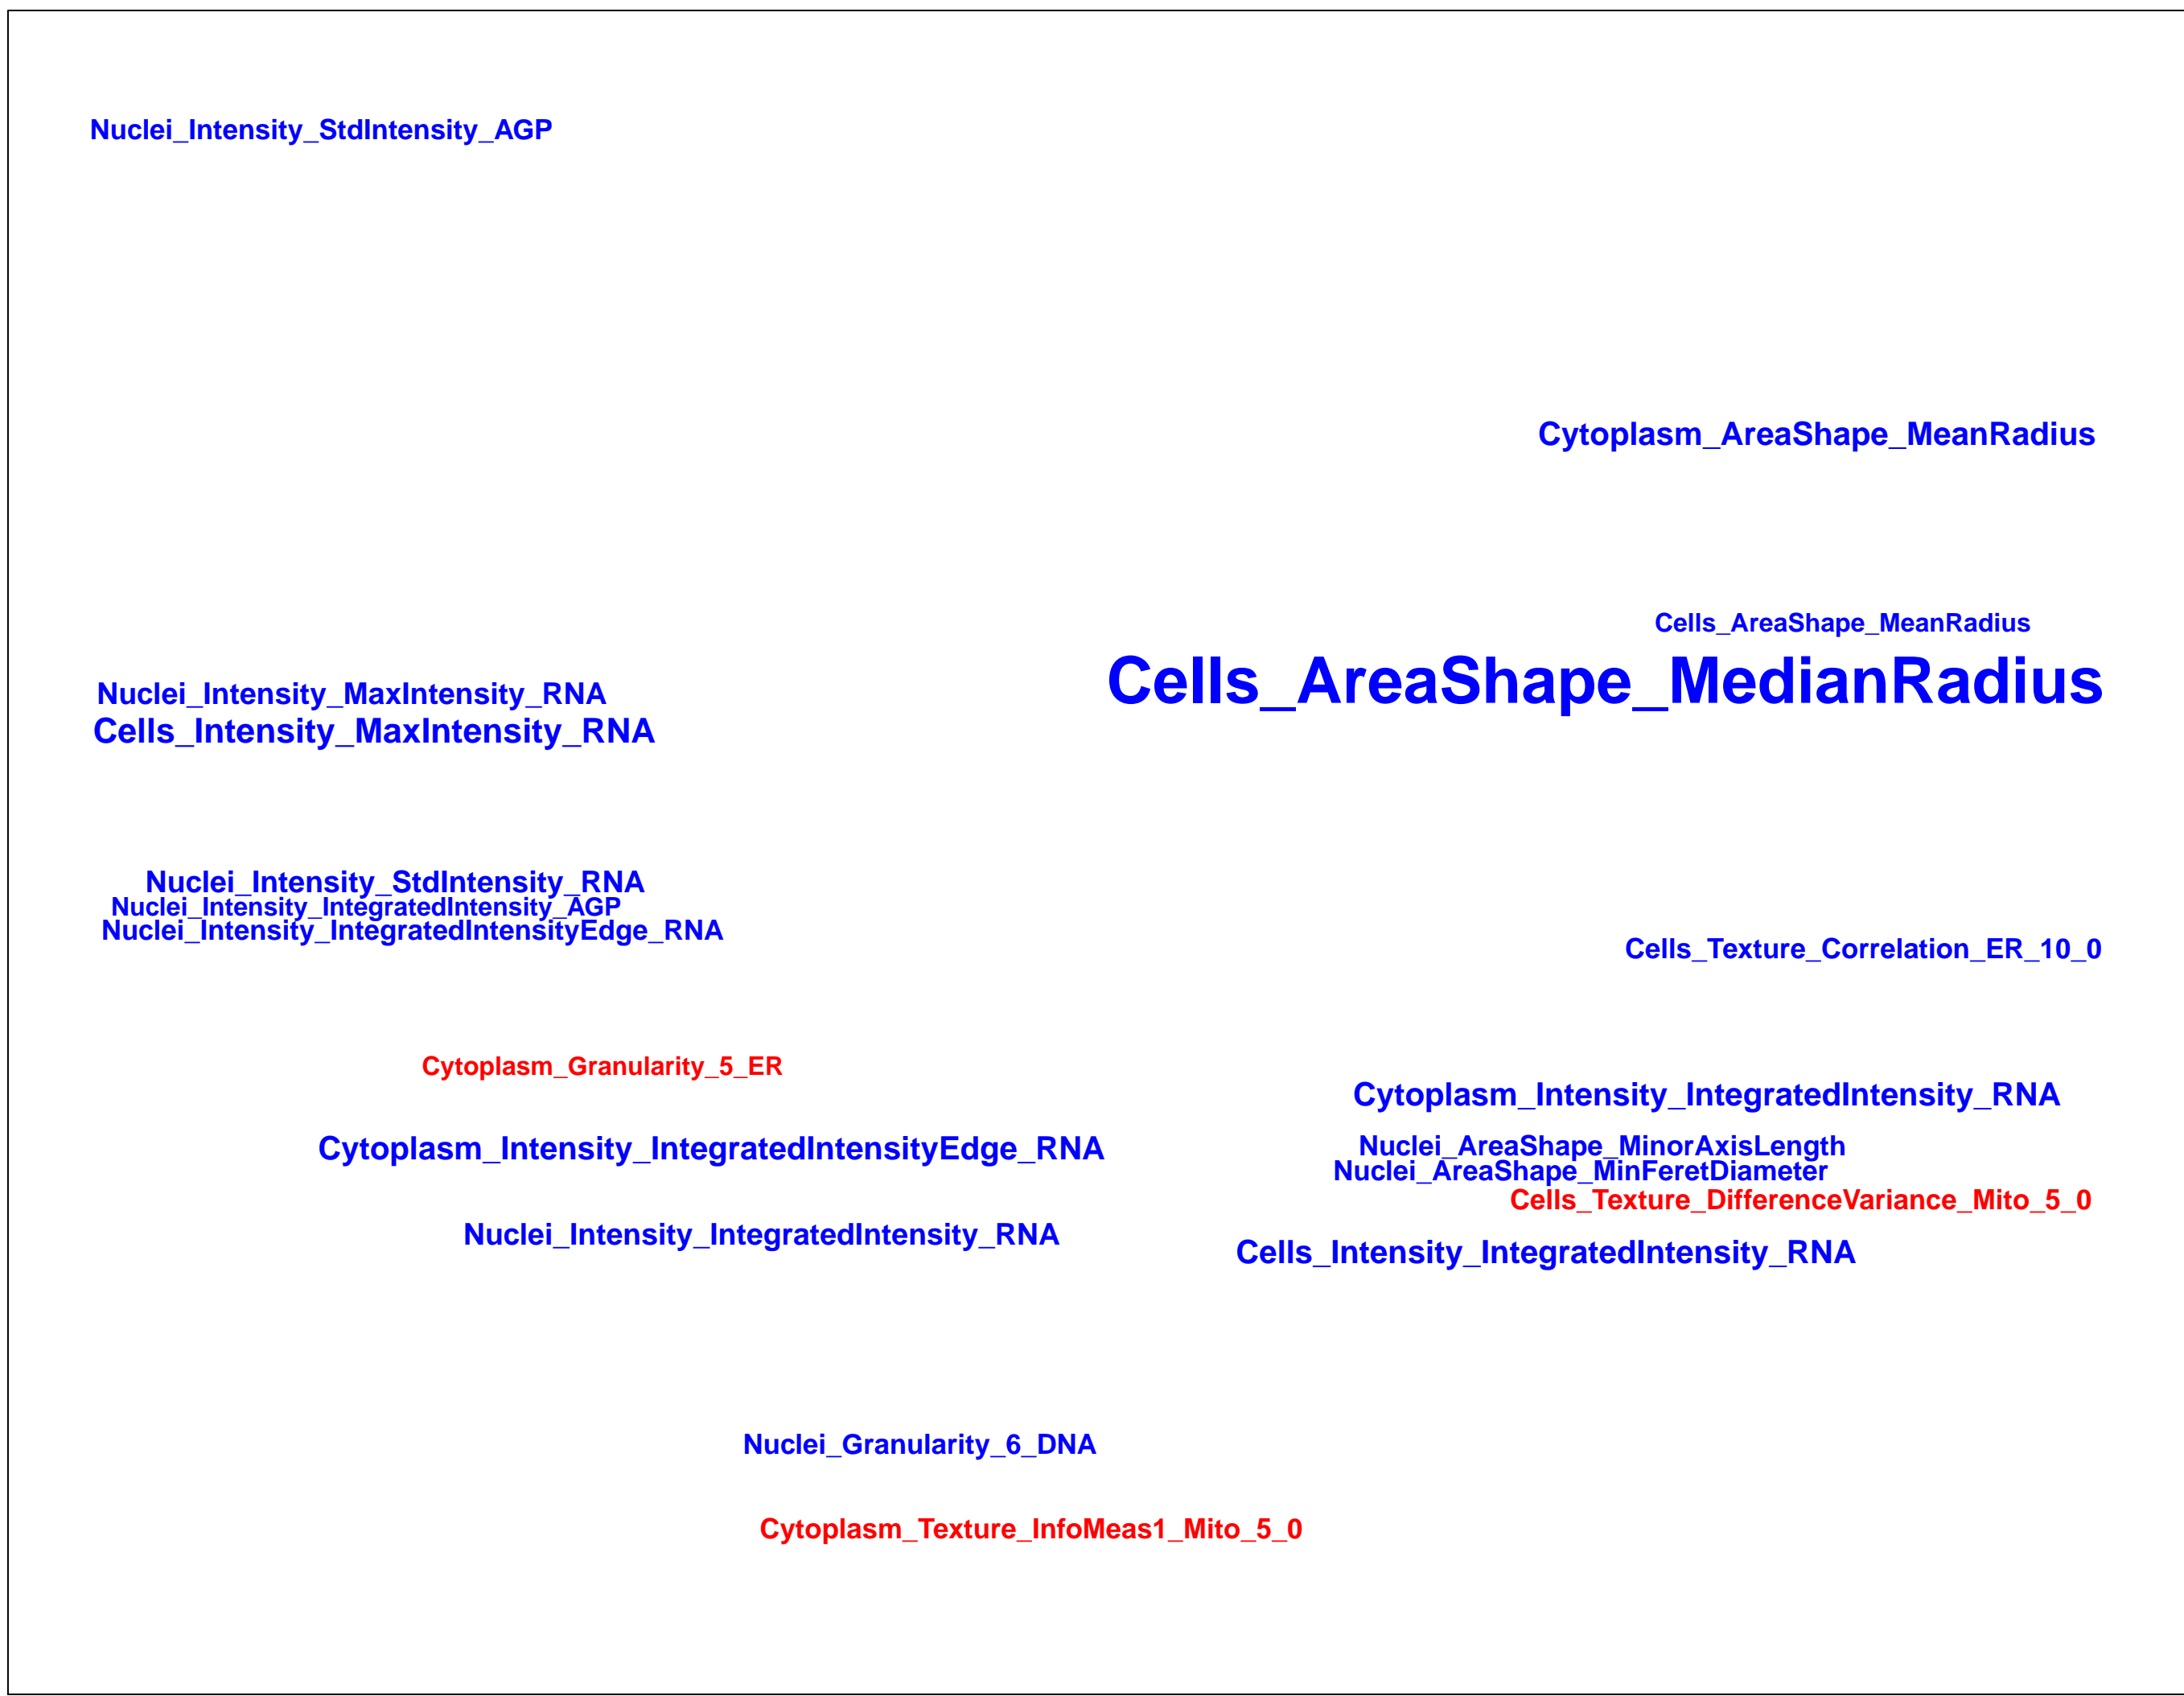 Nuclei_Intensity_StdIntensity_AGP
Cytoplasm_AreaShape_MeanRadius
Cells_AreaShape_MeanRadius
Cells_AreaShape_MedianRadius
Nuclei_Intensity_MaxIntensity_RNA
Cells_Intensity_MaxIntensity_RNA
Nuclei_Intensity_StdIntensity_RNA
Nuclei_Intensity_IntegratedIntensity_AGP
Nuclei_Intensity_IntegratedIntensityEdge_RNA
Cells_Texture_Correlation_ER_10_0
Cytoplasm_Granularity_5_ER
Cytoplasm_Intensity_IntegratedIntensity_RNA
Cytoplasm_Intensity_IntegratedIntensityEdge_RNA
Nuclei_AreaShape_MinorAxisLength
Nuclei_AreaShape_MinFeretDiameter
Cells_Texture_DifferenceVariance_Mito_5_0
Nuclei_Intensity_IntegratedIntensity_RNA
Cells_Intensity_IntegratedIntensity_RNA
Nuclei_Granularity_6_DNA
Cytoplasm_Texture_InfoMeas1_Mito_5_0